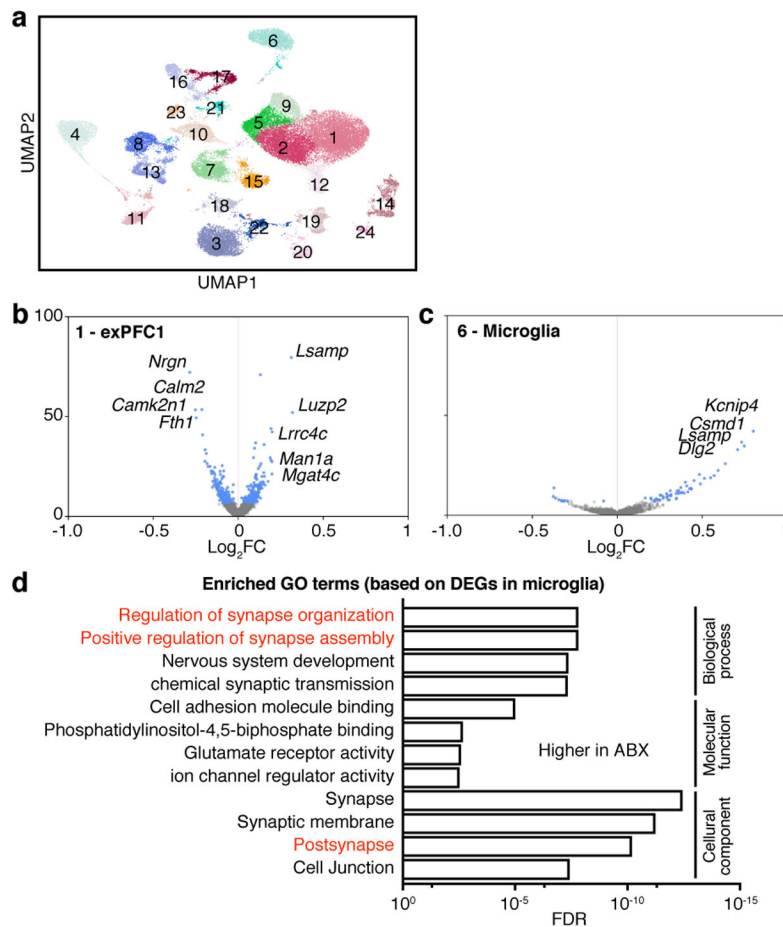 a
UMAP2
6
16
17
23
21
9
5
4
8
10
2
1
13
7
15
12
18
11
14
22
19
3
20
24
UMAP1
b
100
50
0
1 - exPFC1
Nrgn
Lsamp
Calm2
Camk2n1
Luzp2
Fth1
Lrrc4c
Man1a
Mgat4c
-1.0
-0.5
0
0.5
1
Log2FC
c
6 - Microglia
Kcnip4
Csmd1
Lsamp
Dlg2
-1.0
-0.5
0.0
0.5
1
Log2FC
d
Enriched GO terms (based on DEGs in microglia)
Regulation of synapse organization
Positive regulation of synapse assembly
Nervous system development
chemical synaptic transmission
Cell adhesion molecule binding
Phosphatidylinositol-4,5-biphosphate binding
Glutamate receptor activity
ion channel regulator activity
Synapse
Synaptic membrane
Postsynapse
Cell Junction
Higher in ABX
Biological
process
Molecular
function
Cellural
component
10^0
10^-5
10^-10
10^-15
FDR